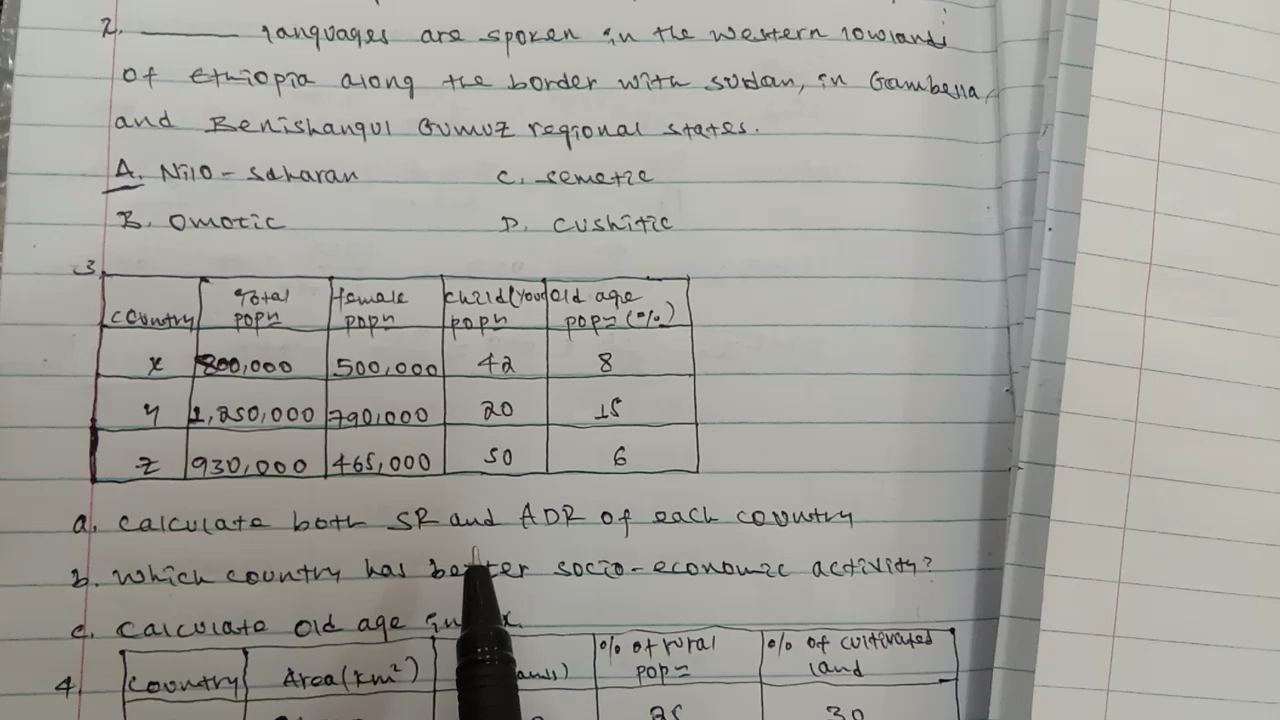 2. ______ languages are spoken in the western lowlands
of Ethiopia along the border with sudan, in Gambella,
and Benishangul Gumuz regional states.
A. Nilo-saharan C. semetic
B. Omotic D. Cushitic
3.
Country Total popn female popn child(young popn old age popn (%)
x 800,000 500,000 42 8
y 1,250,000 790,000 20 15
z 930,000 465,000 50 6
a. calculate both SR and ADR of each country
b. which country has better socio-economic activity?
c. calculate old age
4 Country Area(km²) % of rural popn % of cultivated land
25 30